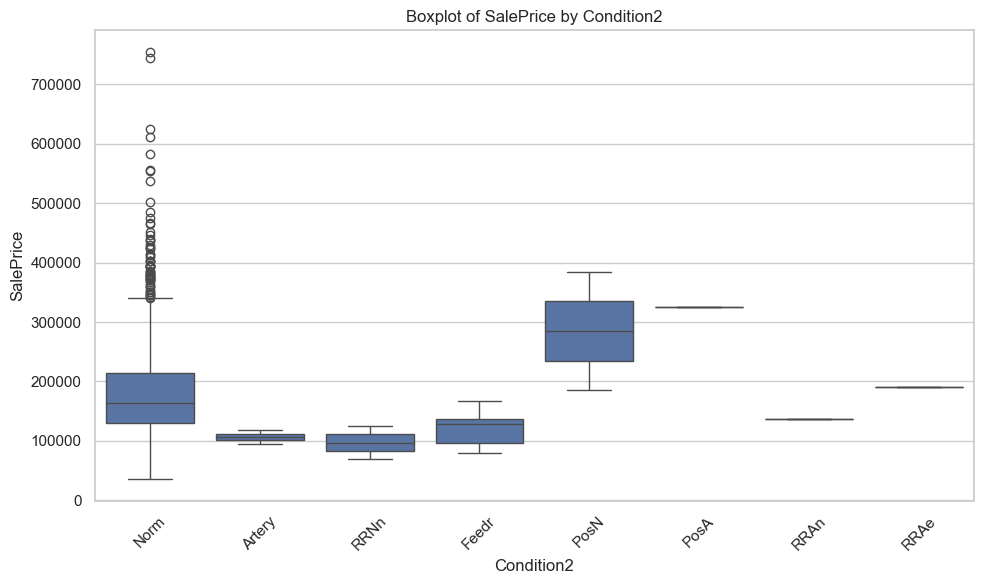 Boxplot of SalePrice by Condition2
SalePrice
700000
600000
500000
400000
300000
200000
100000
0
Norm
Artery
RRNn
Feedr
PosN
PosA
RRAn
RRAe
Condition2